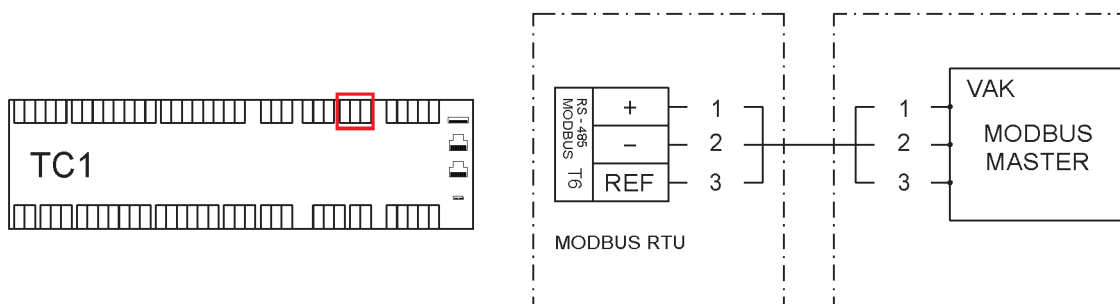 TC1
RS-485
MODBUS T6
+ 1
- 2
REF 3
MODBUS RTU
1
2
3
VAK
MODBUS
MASTER